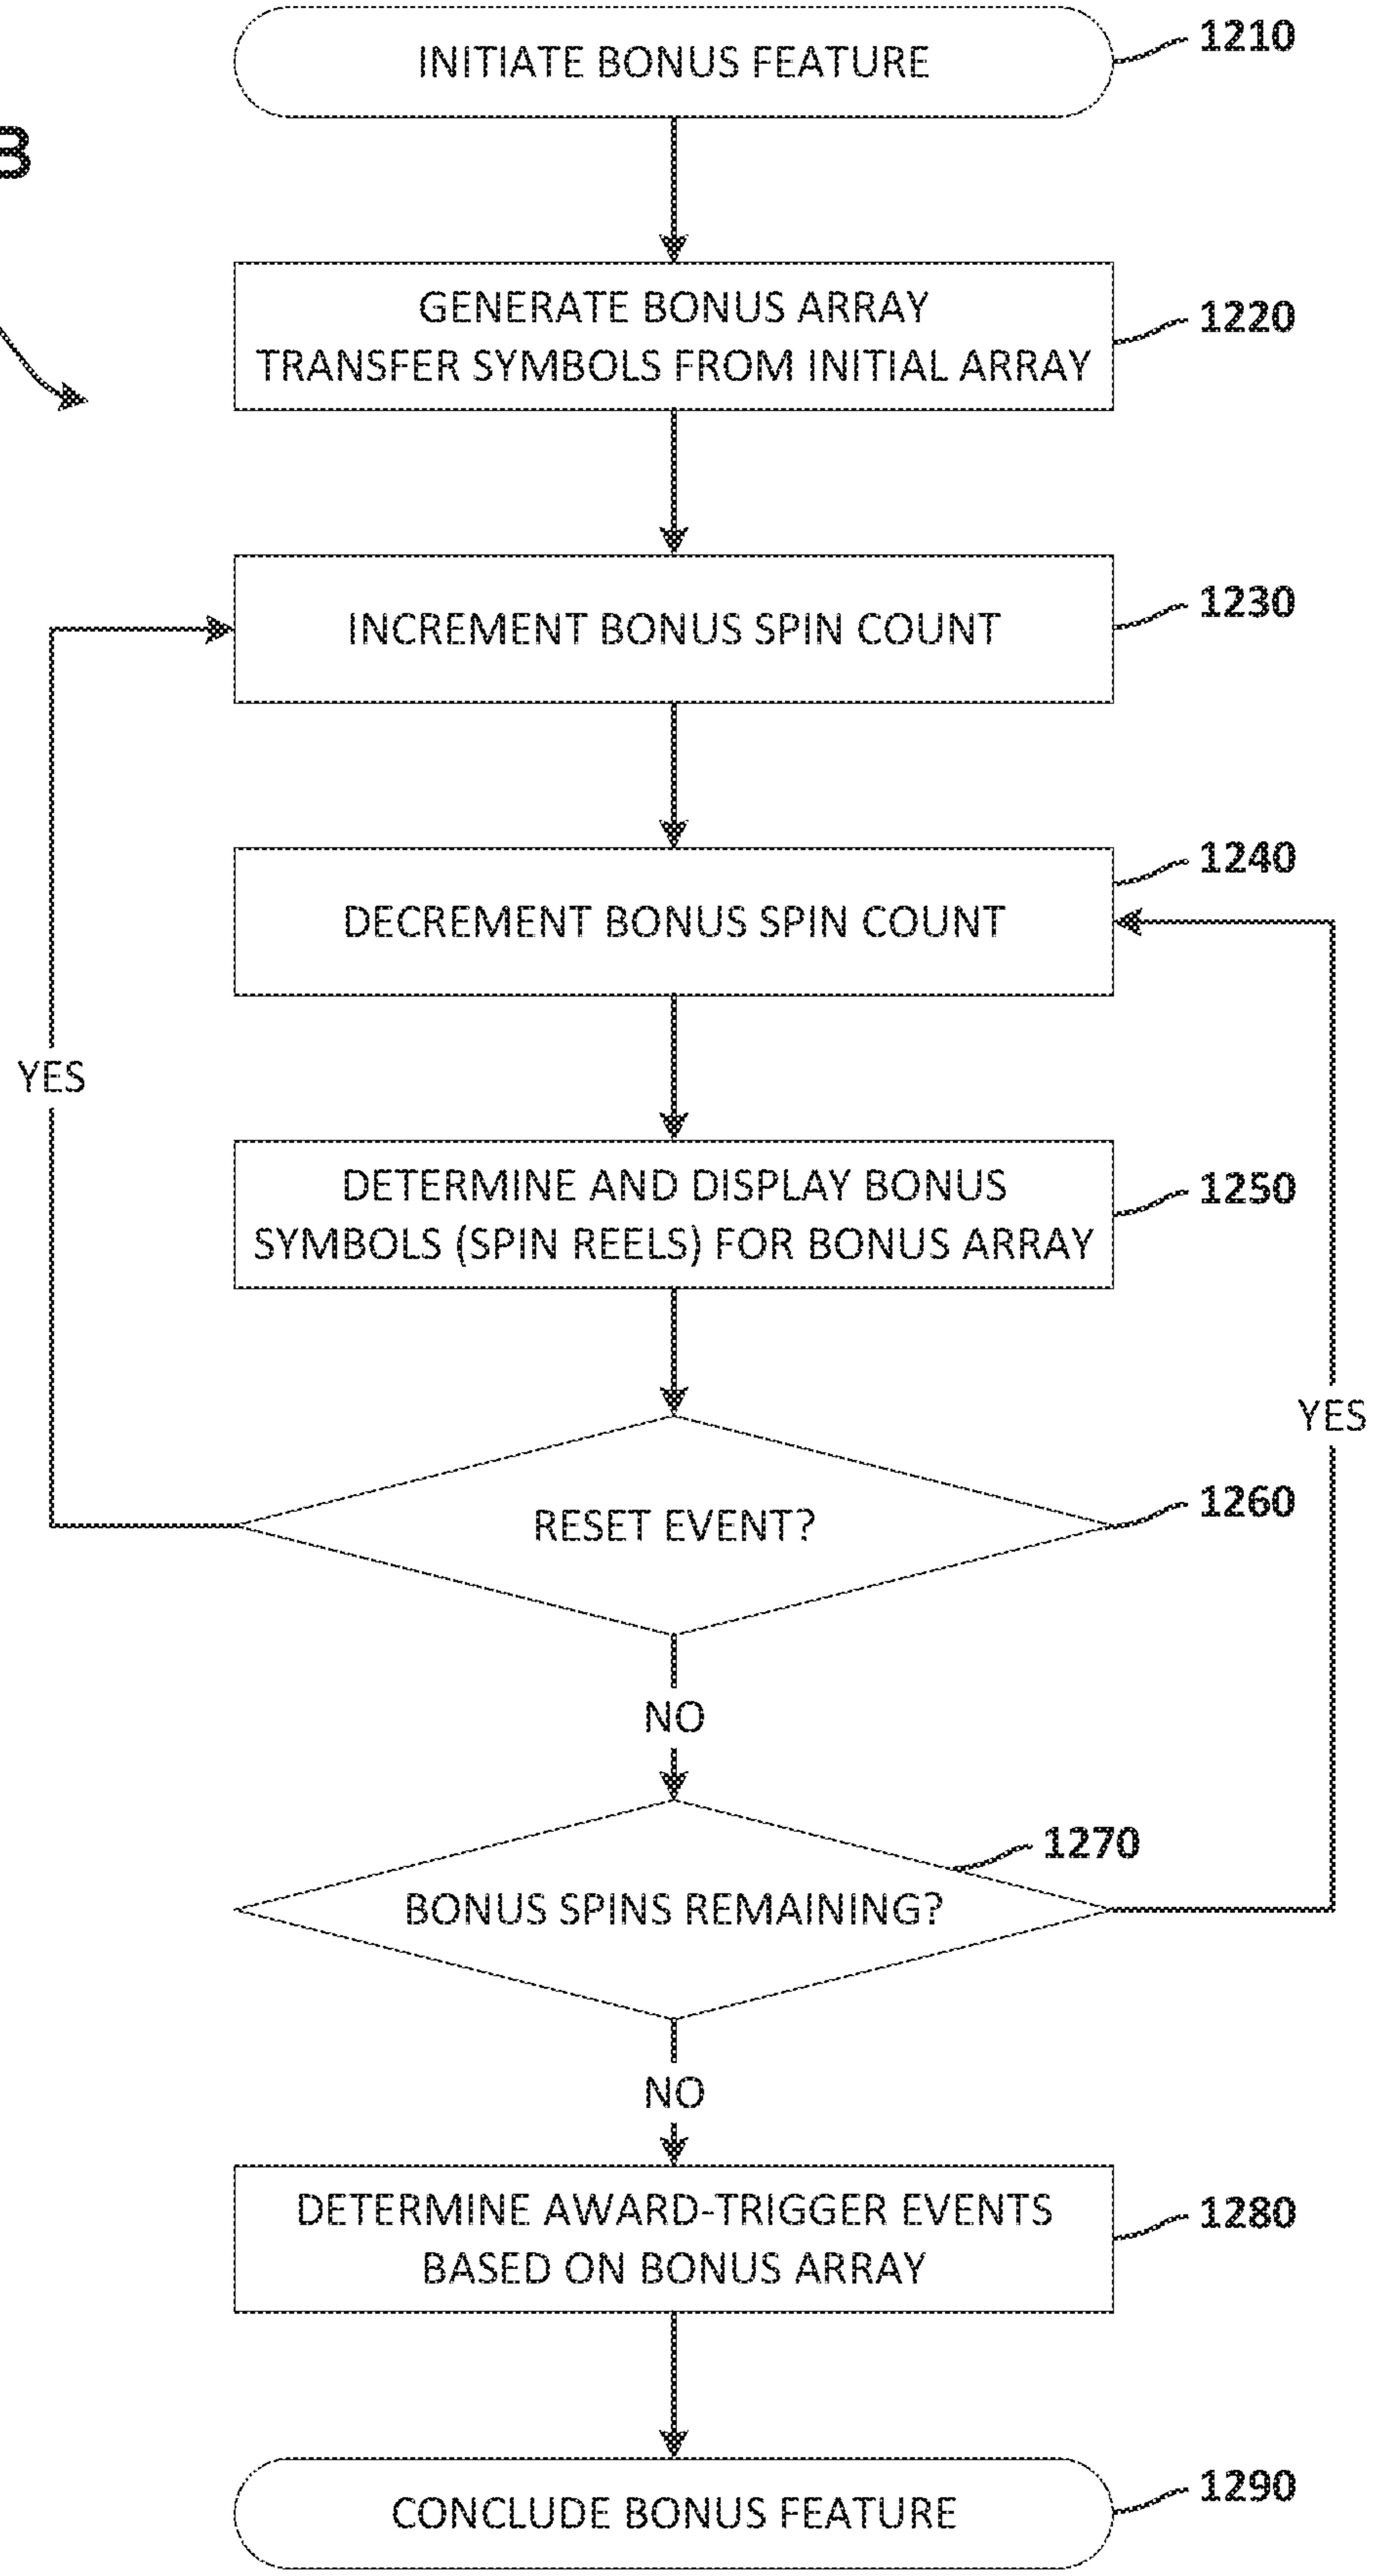 INITIATE BONUS FEATURE
1210
B
GENERATE BONUS ARRAY
TRANSFER SYMBOLS FROM INITIAL ARRAY
1220
INCREMENT BONUS SPIN COUNT
1230
DECREMENT BONUS SPIN COUNT
1240
YES
DETERMINE AND DISPLAY BONUS
SYMBOLS (SPIN REELS) FOR BONUS ARRAY
1250
YES
RESET EVENT?
1260
NO
BONUS SPINS REMAINING?
1270
NO
DETERMINE AWARD-TRIGGER EVENTS
BASED ON BONUS ARRAY
1280
CONCLUDE BONUS FEATURE
1290